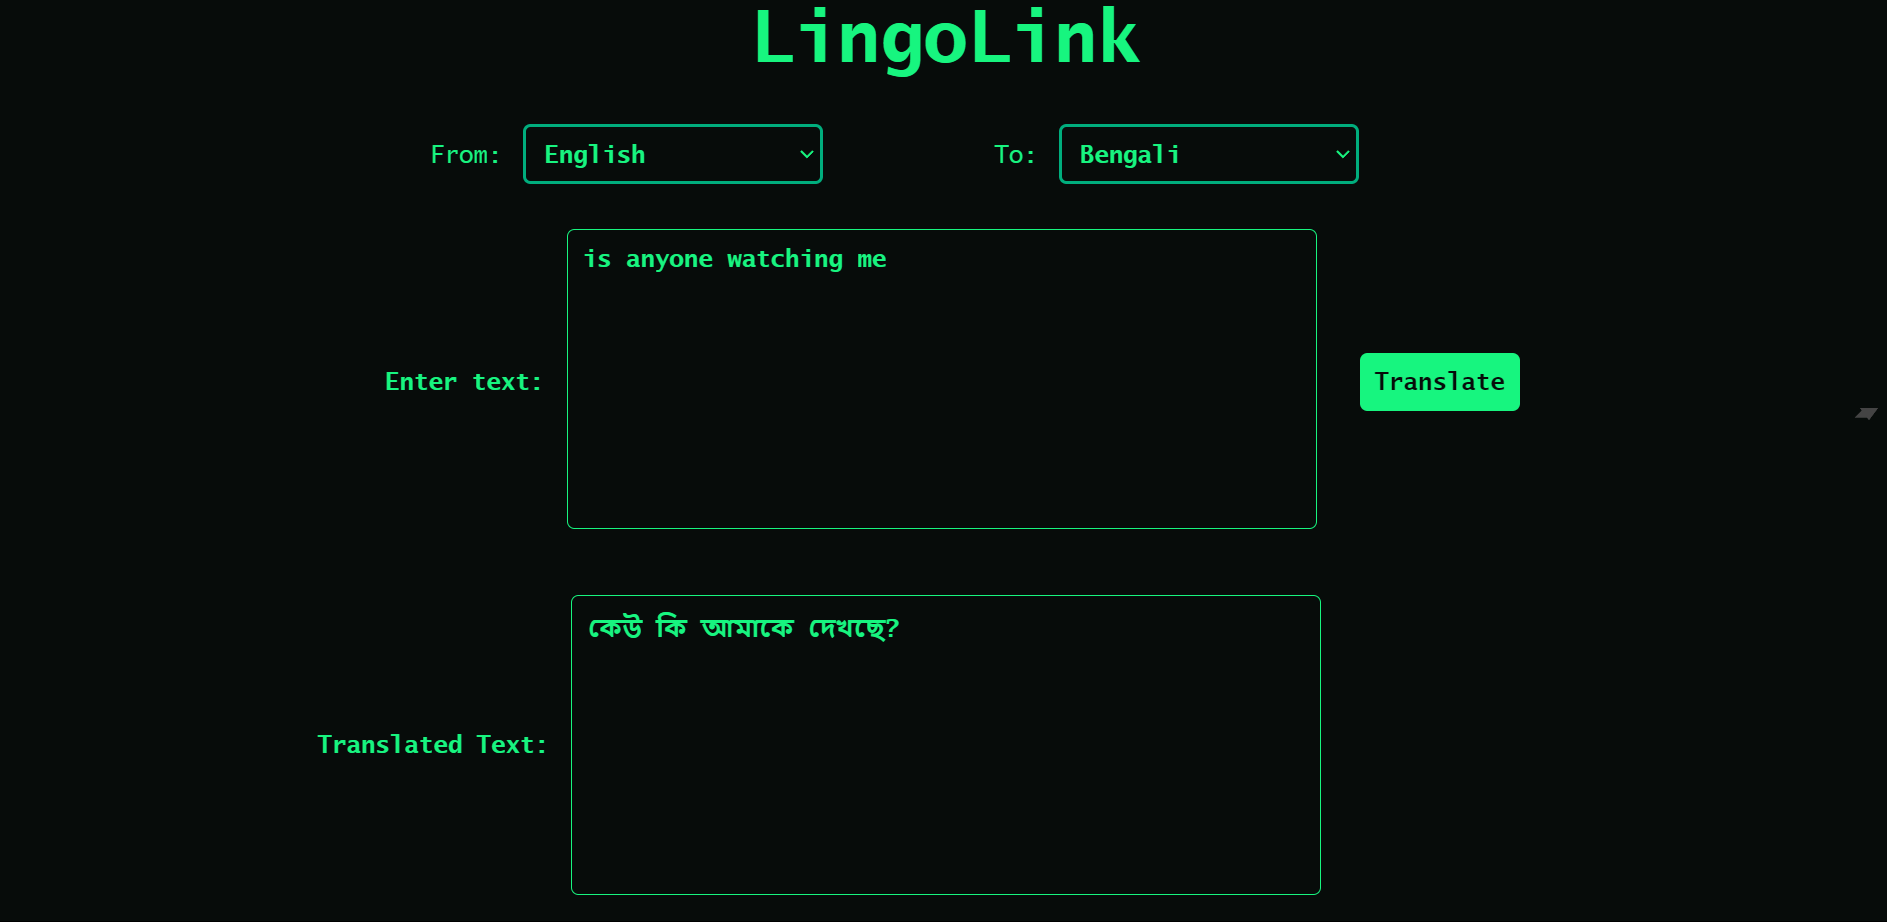 LingoLink
From: English To: Bengali
is anyone watching me
Enter text:
Translate
কেউ কি আমাকে দেখছে?
Translated Text: